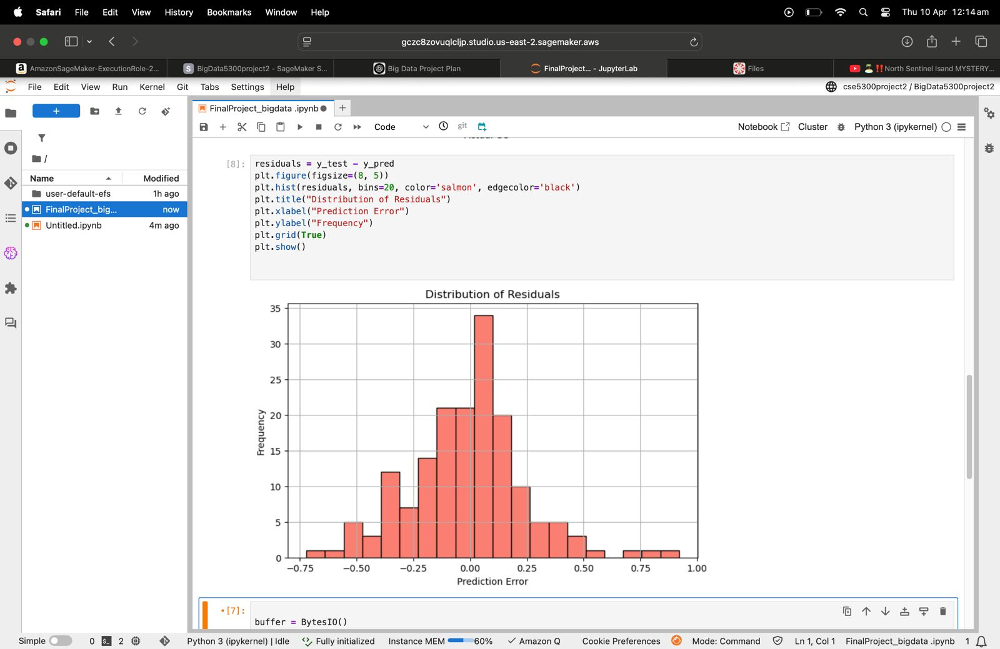 Safari File Edit View History Bookmarks Window Help Thu 10 Apr 12:14 am
gczc8zovuqlcljp.studio.us-east-2.sagemaker.aws
a AmazonSageMaker-ExecutionRole-2... S BigData5300project2 - SageMaker S... Big Data Project Plan FinalProject... - JupyterLab Files !! North Sentinel Isand MYSTERY...
File Edit View Run Kernel Git Tabs Settings Help cse5300project2 / BigData5300project2
FinalProject_bigdata .ipynb
Code git Notebook Cluster Python 3 (ipykernel)
/
Name Modified
user-default-efs 1h ago
FinalProject_big... now
Untitled.ipynb 4m ago
[8]:
residuals = y_test - y_pred
plt.figure(figsize=(8, 5))
plt.hist(residuals, bins=20, color='salmon', edgecolor='black')
plt.title("Distribution of Residuals")
plt.xlabel("Prediction Error")
plt.ylabel("Frequency")
plt.grid(True)
plt.show()
Distribution of Residuals
35
30
25
20
15
10
5
0
Frequency
−0.75 −0.50 −0.25 0.00 0.25 0.50 0.75 1.00
Prediction Error
•[7]:
buffer = BytesIO()
Simple 0 $_ 2 Python 3 (ipykernel) | Idle Fully initialized Instance MEM 60% Amazon Q Cookie Preferences Mode: Command Ln 1, Col 1 FinalProject_bigdata .ipynb 1